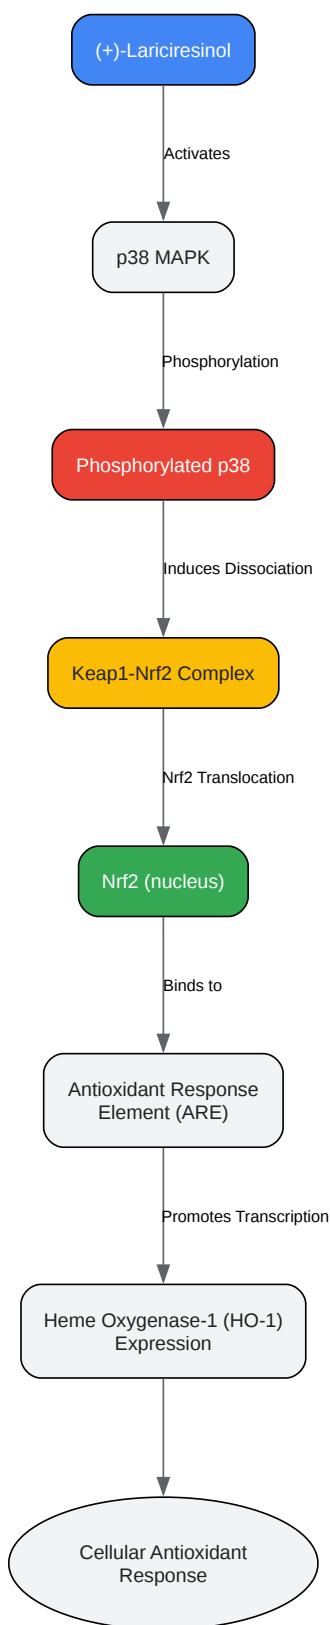 (+)-Lariciresinol
Activates
p38 MAPK
Phosphorylation
Phosphorylated p38
Induces Dissociation
Keap1-Nrf2 Complex
Nrf2 Translocation
Nrf2 (nucleus)
Binds to
Antioxidant Response
Element (ARE)
Promotes Transcription
Heme Oxygenase-1 (HO-1)
Expression
Cellular Antioxidant
Response